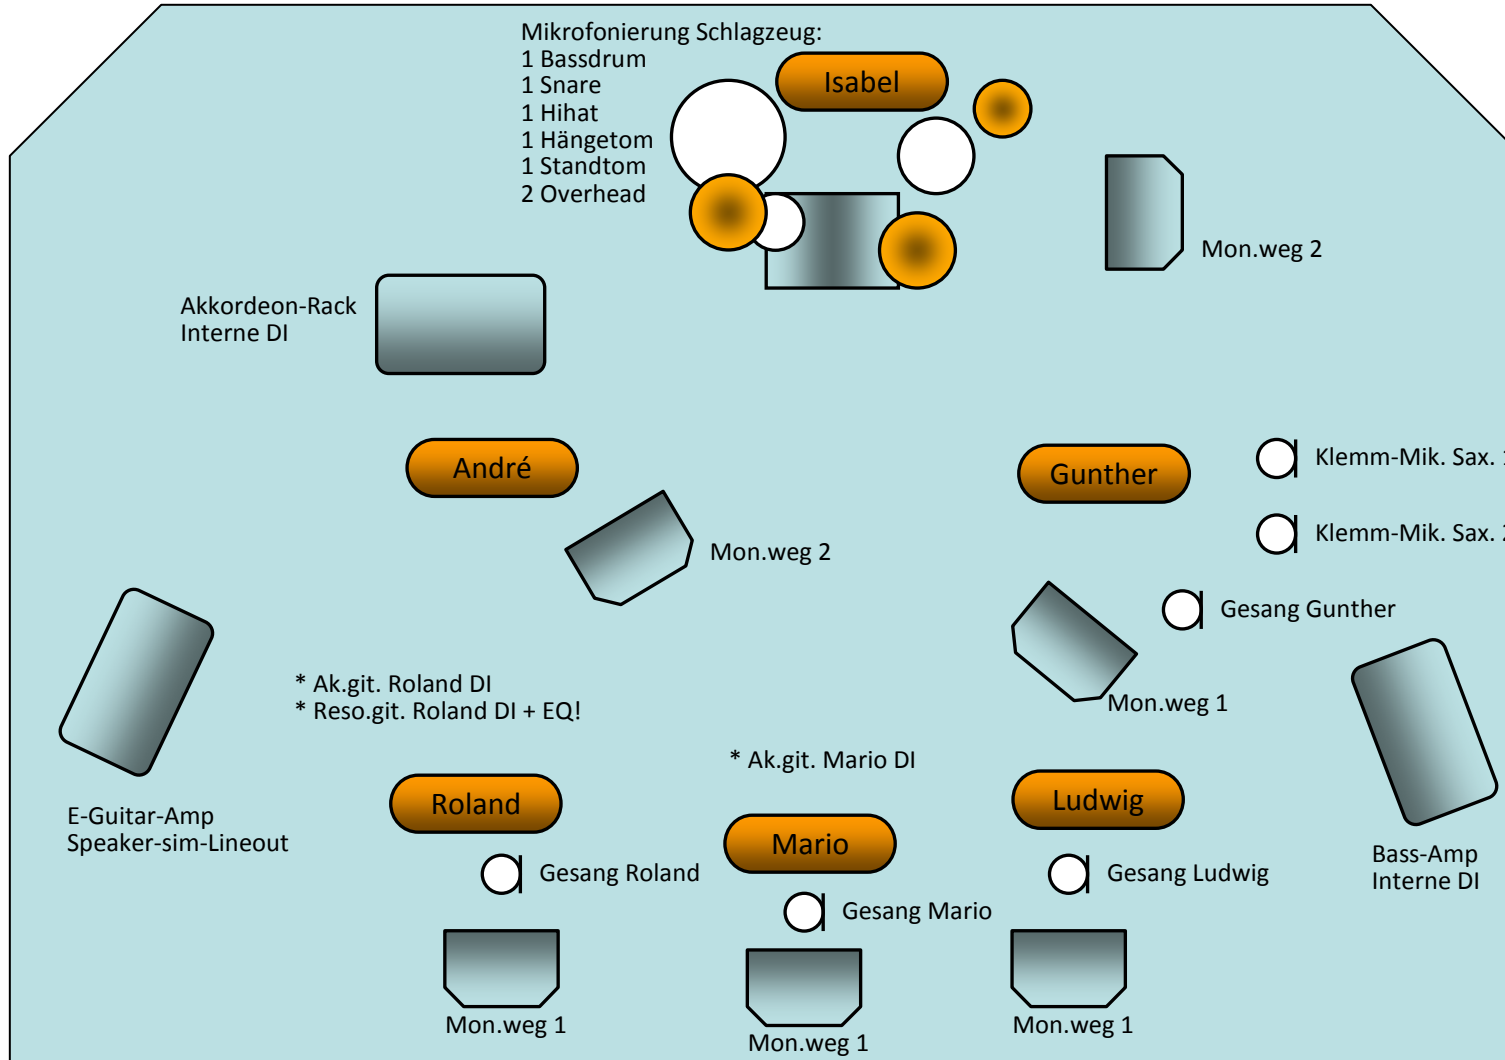 Mikrofonierung Schlagzeug:
1 Bassdrum
1 Snare
1 Hihat
1 Hängetom
1 Standtom
2 Overhead
Isabel
Mon.weg 2
Akkordeon-Rack
Interne DI
André
Gunther
Klemm-Mik. Sax. 1
Klemm-Mik. Sax. 2
Mon.weg 2
Gesang Gunther
* Ak.git. Roland DI
* Reso.git. Roland DI + EQ!
Mon.weg 1
* Ak.git. Mario DI
Roland
Mario
Ludwig
E-Guitar-Amp
Speaker-sim-Lineout
Gesang Roland
Gesang Mario
Gesang Ludwig
Bass-Amp
Interne DI
Mon.weg 1
Mon.weg 1
Mon.weg 1